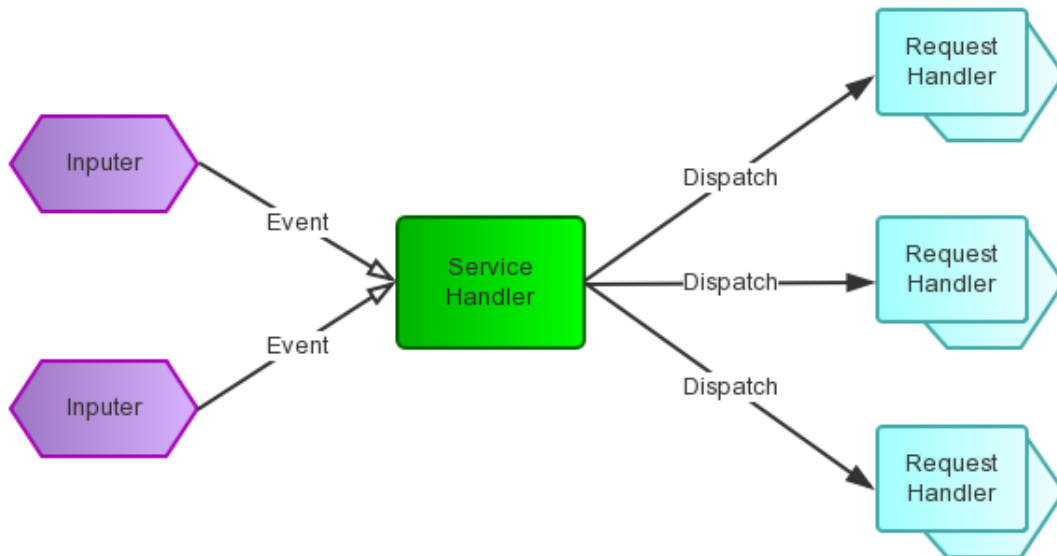 Inputer
Event
Inputer
Event
Service
Handler
Dispatch
Dispatch
Dispatch
Request
Handler
Request
Handler
Request
Handler